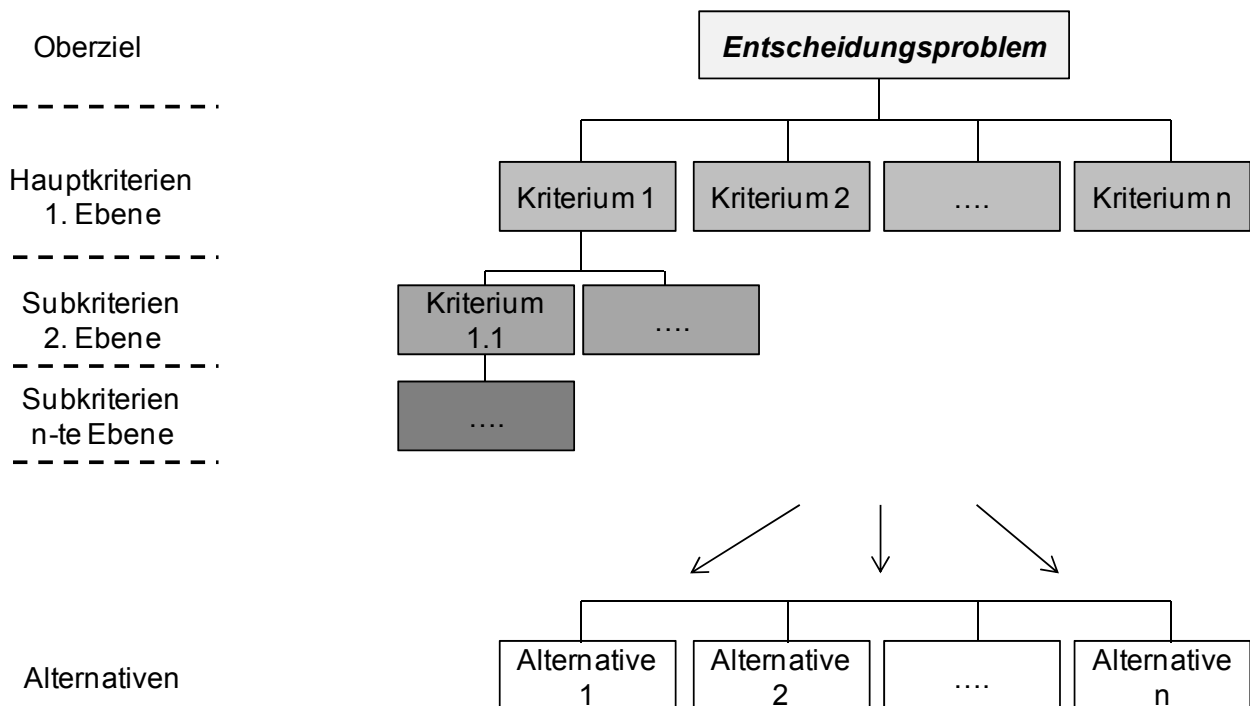 Oberziel
Entscheidungsproblem
Hauptkriterien
1. Ebene
Kriterium 1
Kriterium 2
....
Kriterium n
Subkriterien
2. Ebene
Kriterium
1.1
....
Subkriterien
n-te Ebene
....
Alternativen
Alternative
1
Alternative
2
....
Alternative
n